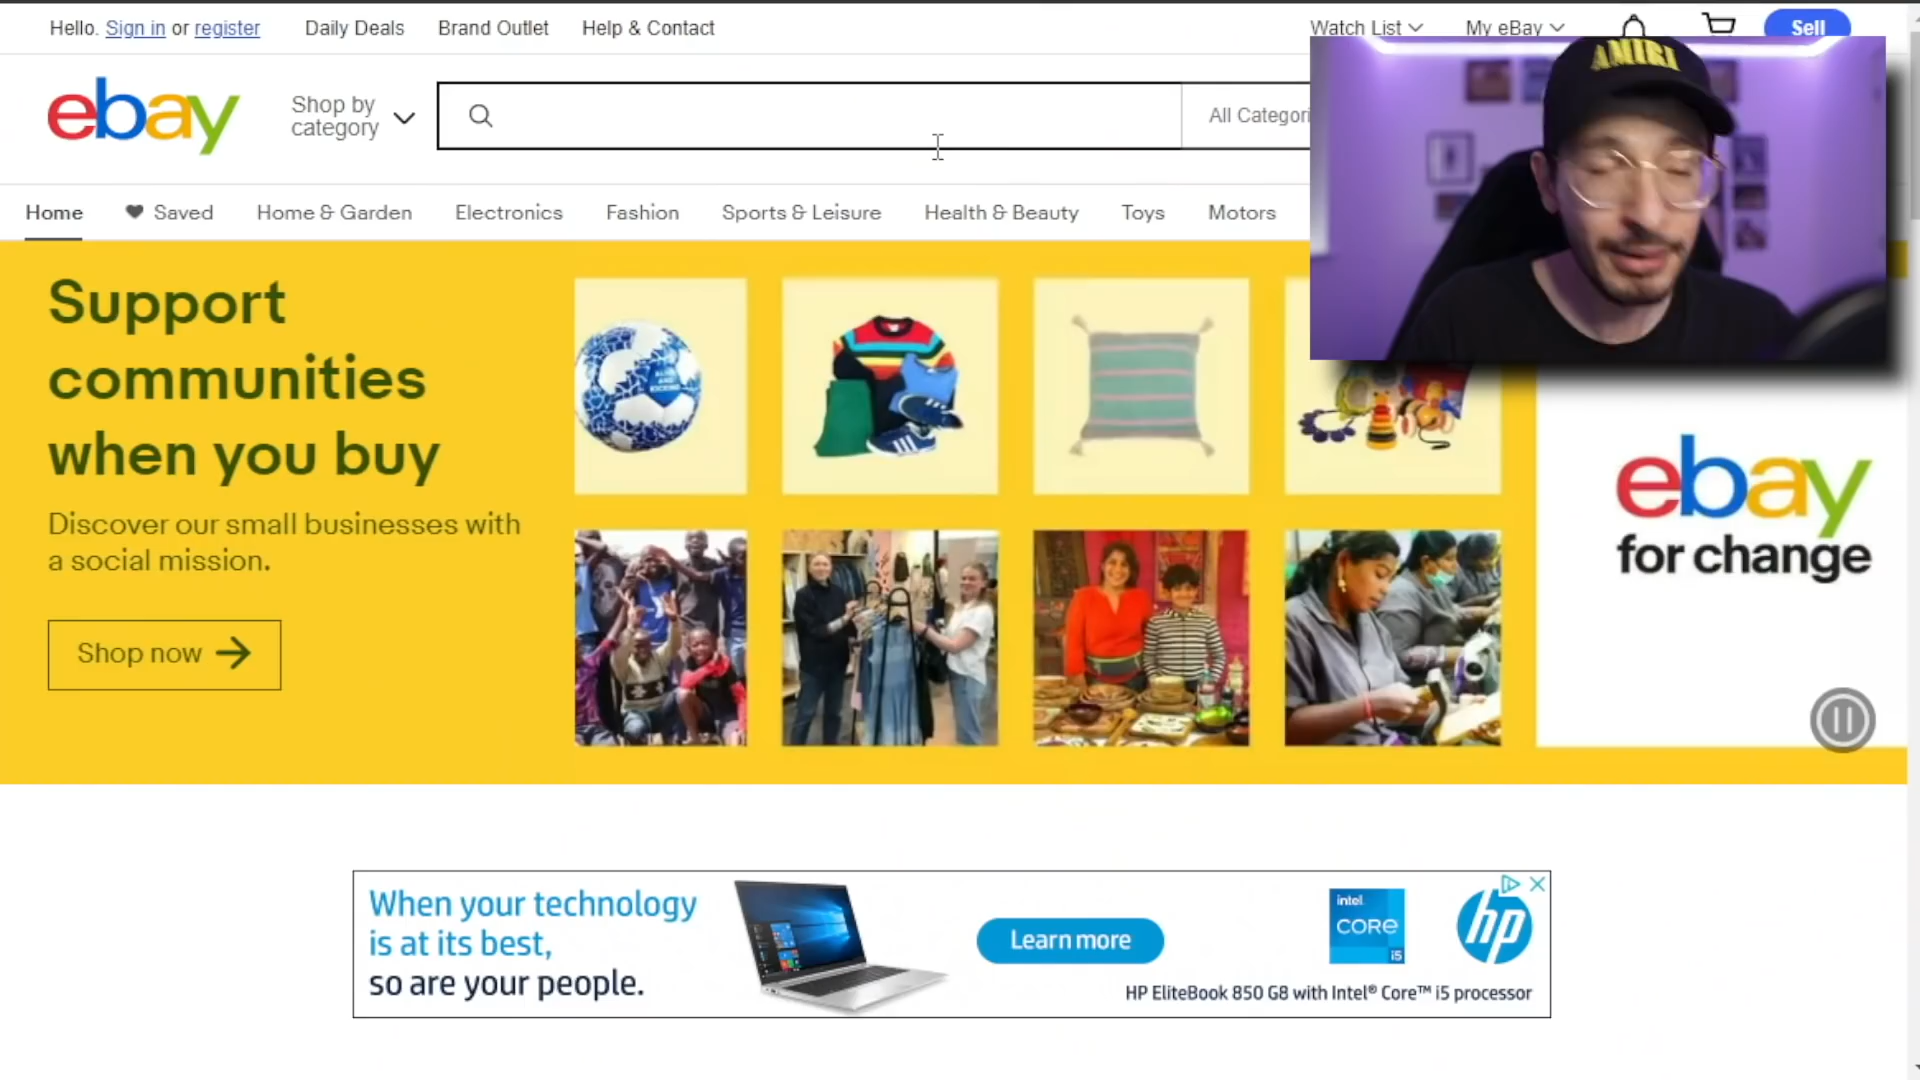 Hello. Sign in or register
Daily Deals
Brand Outlet
Help & Contact
Watch List
My eBay
Sell
ebay
Shop by
category
All Categori
AMIRI
Home
Saved
Home & Garden
Electronics
Fashion
Sports & Leisure
Health & Beauty
Toys
Motors
Support
communities
when you buy
Discover our small businesses with
a social mission.
Shop now
ALIVE
AND
KICKING
ebay
for change
When your technology
is at its best,
so are your people.
Learn more
intel
CORE
i5
hp
HP EliteBook 850 G8 with Intel® Core™ i5 processor